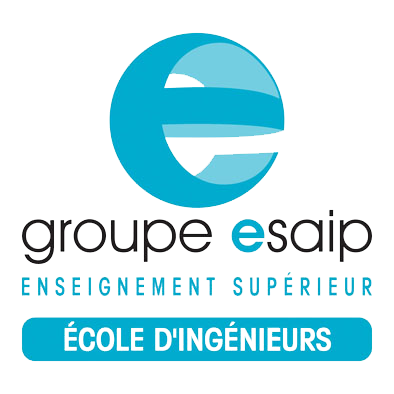 groupe esaip
ENSEIGNEMENT SUPÉRIEUR
ÉCOLE D'INGÉNIEURS